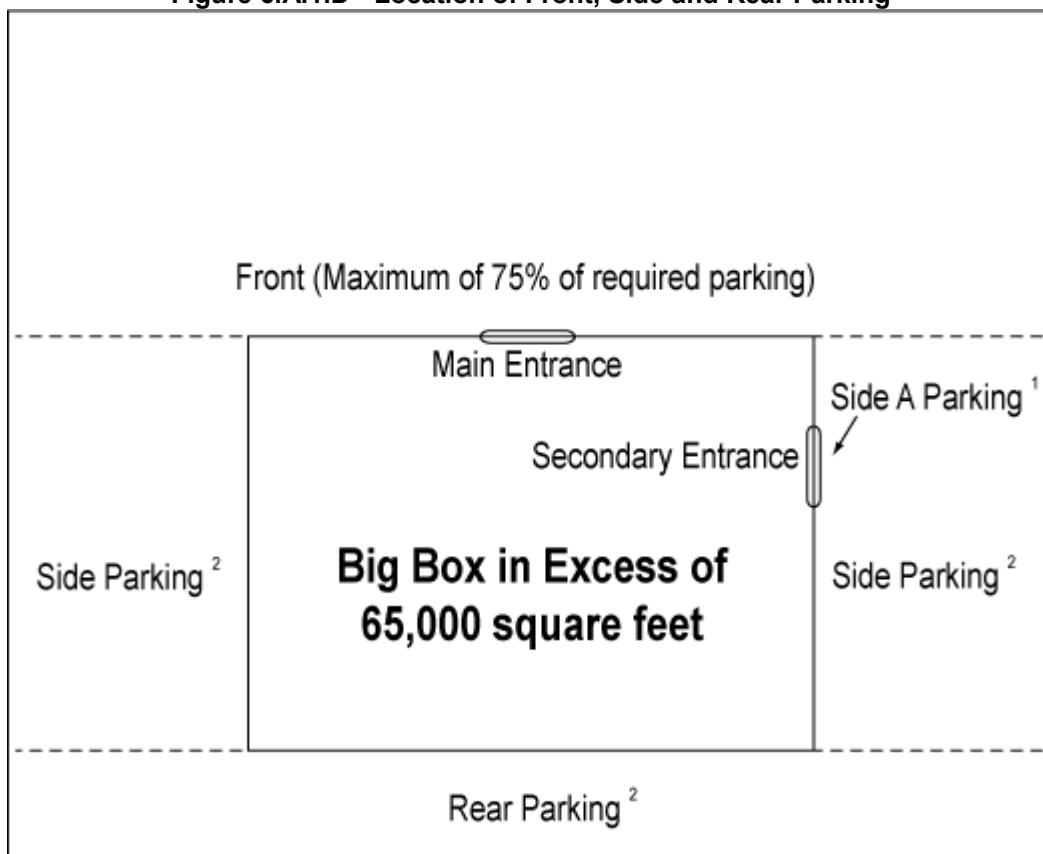 Front (Maximum of 75% of required parking)
Main Entrance
Side A Parking 1
Secondary Entrance
Side Parking 2
Big Box in Excess of
65,000 square feet
Side Parking 2
Rear Parking 2